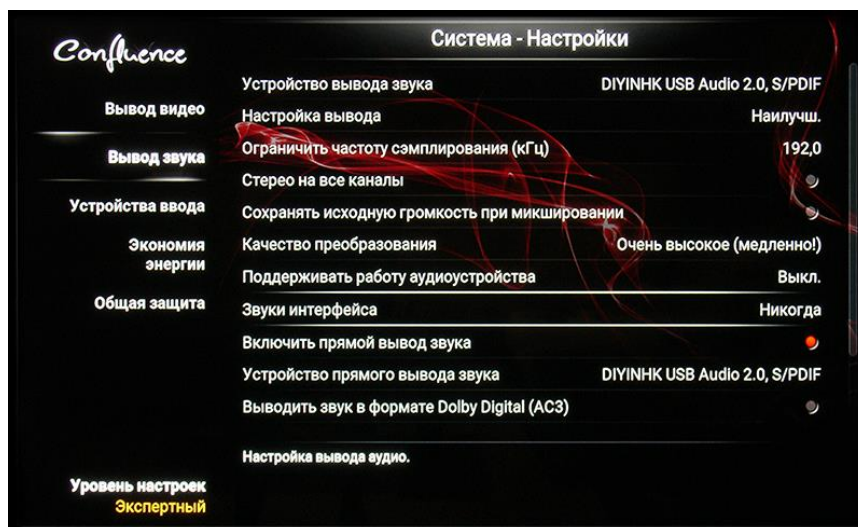 Confluence
Система - Настройки
Вывод видео
Вывод звука
Устройства ввода
Экономия
энергии
Общая защита
Устройство вывода звука DIYINHK USB Audio 2.0, S/PDIF
Настройка вывода Наилучш.
Ограничить частоту сэмплирования (кГц) 192,0
Стерео на все каналы
Сохранять исходную громкость при микшировании
Качество преобразования Очень высокое (медленно!)
Поддерживать работу аудиоустройства Выкл.
Звуки интерфейса Никогда
Включить прямой вывод звука
Устройство прямого вывода звука DIYINHK USB Audio 2.0, S/PDIF
Выводить звук в формате Dolby Digital (AC3)
Настройка вывода аудио.
Уровень настроек
Экспертный